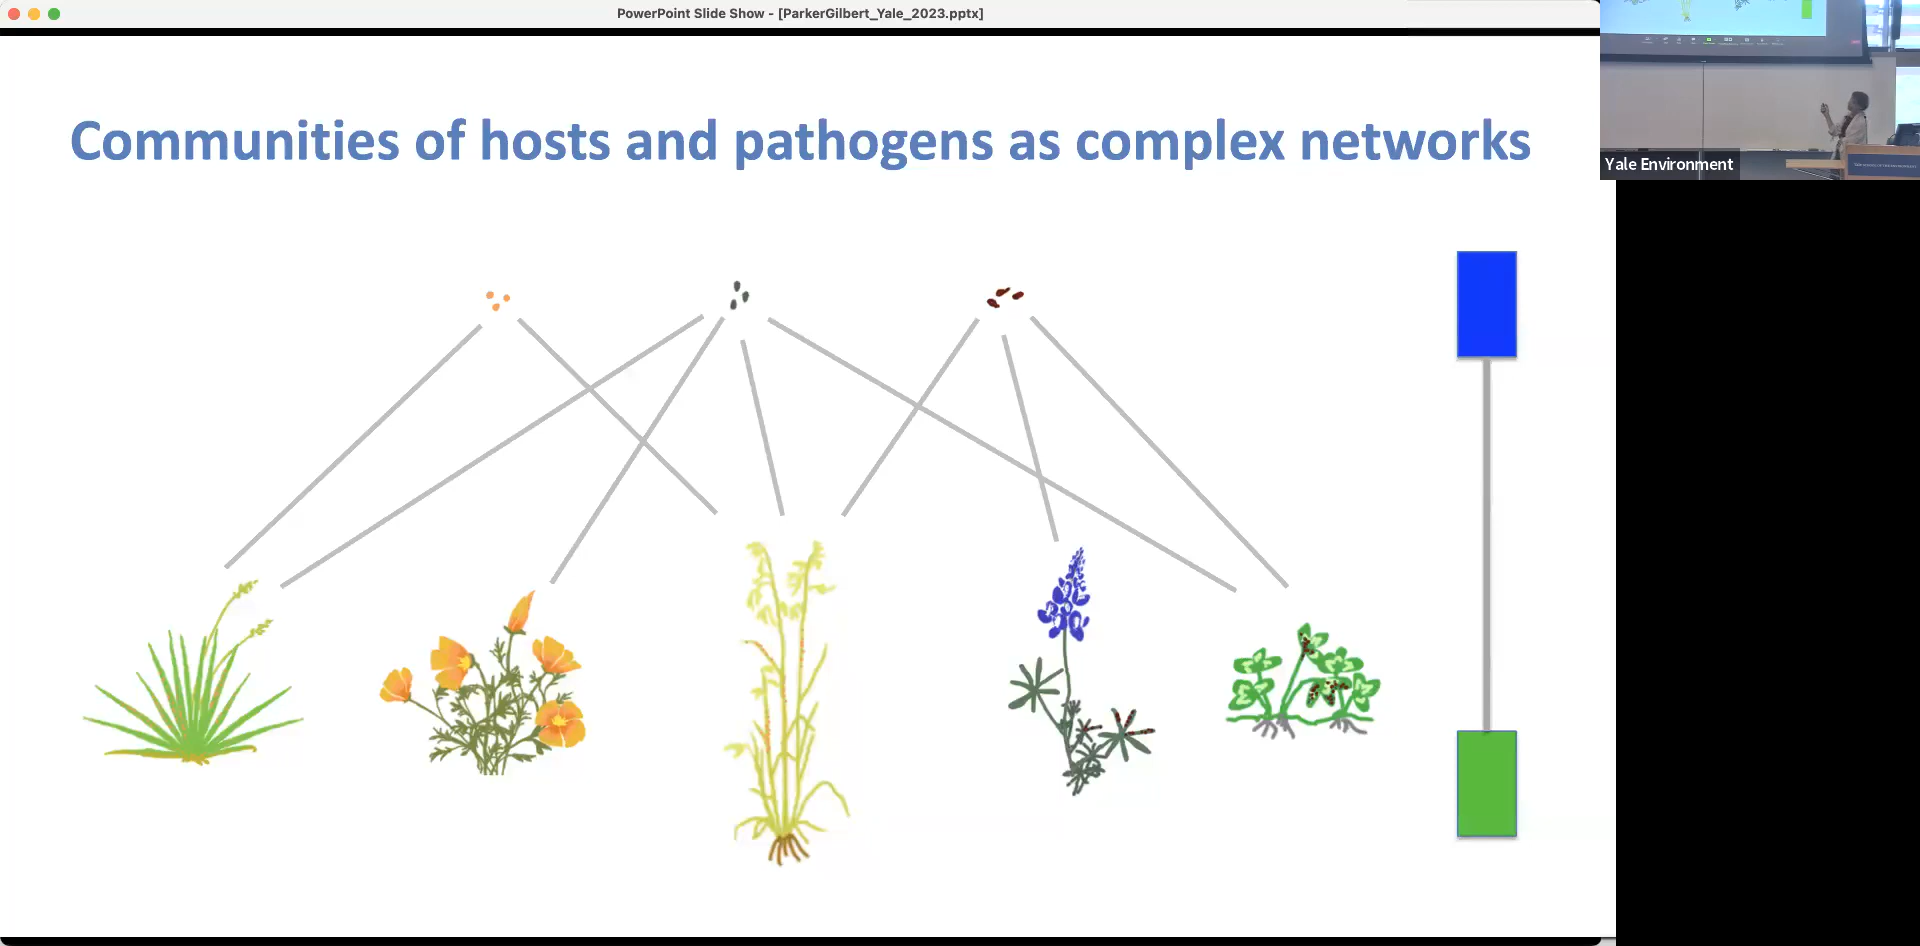 PowerPoint Slide Show - [ParkerGilbert_Yale_2023.pptx]
Communities of hosts and pathogens as complex networks
Yale Environment